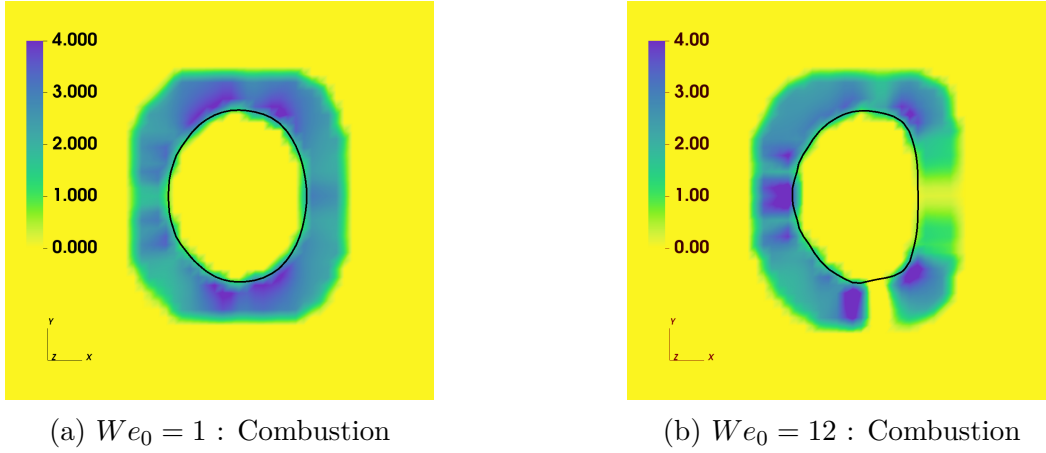 4.000
3.000
2.000
1.000
0.000
Y
Z X
4.00
3.00
2.00
1.00
0.00
Y
Z X
(a) We₀ = 1 : Combustion
(b) We₀ = 12 : Combustion